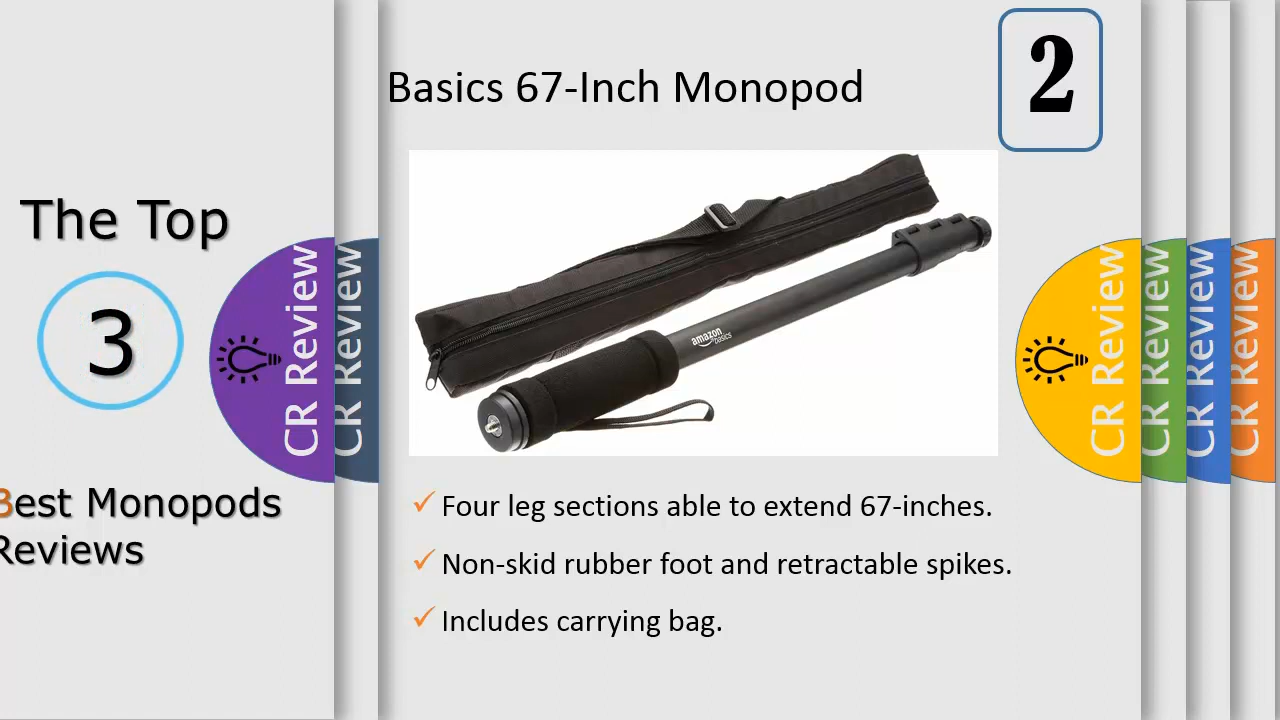 The Top
3
Best Monopods
Reviews
CR Review
CR Review
Basics 67-Inch Monopod
2
amazon
basics
Four leg sections able to extend 67-inches.
Non-skid rubber foot and retractable spikes.
Includes carrying bag.
CR Review
CR Review
CR Review
CR Review